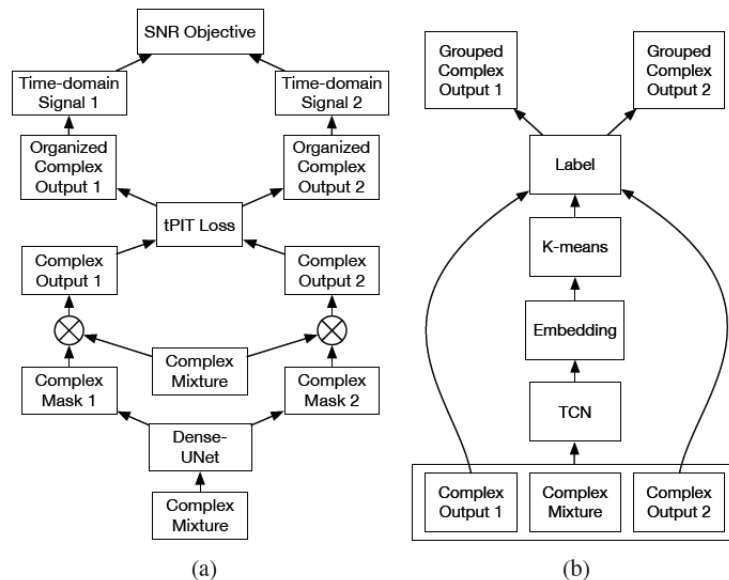 SNR Objective
Time-domain
Signal 1
Time-domain
Signal 2
Organized
Complex
Output 1
Organized
Complex
Output 2
tPIT Loss
Complex
Output 1
Complex
Output 2
Complex
Mixture
Complex
Mask 1
Complex
Mask 2
Dense-
UNet
Complex
Mixture
(a)
Grouped
Complex
Output 1
Grouped
Complex
Output 2
Label
K-means
Embedding
TCN
Complex
Output 1
Complex
Mixture
Complex
Output 2
(b)